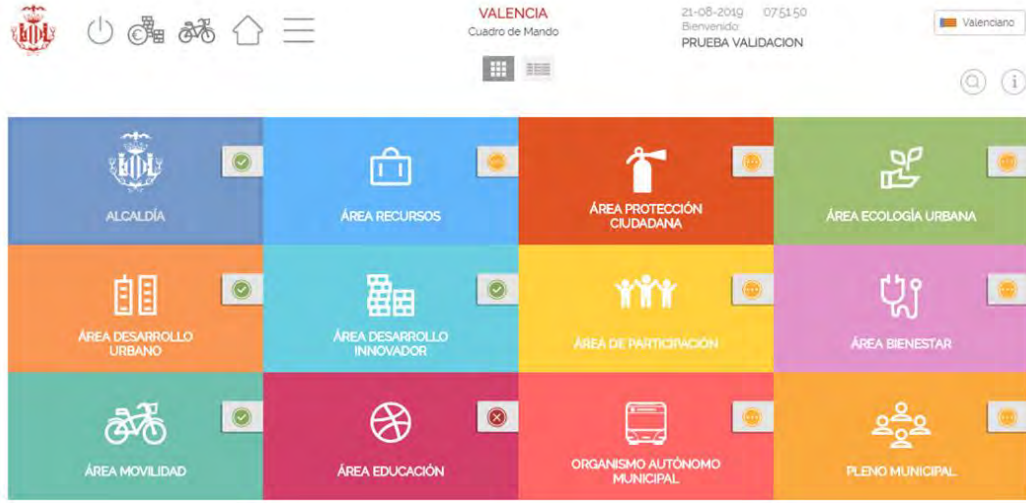 VALENCIA
Cuadro de Mando
21-08-2019 07:51:50
Bienvenido:
PRUEBA VALIDACION
Valenciano
ALCALDÍA
ÁREA RECURSOS
ÁREA PROTECCIÓN
CIUDADANA
ÁREA ECOLOGÍA URBANA
ÁREA DESARROLLO
URBANO
ÁREA DESARROLLO
INNOVADOR
ÁREA DE PARTICIPACIÓN
ÁREA BIENESTAR
ÁREA MOVILIDAD
ÁREA EDUCACIÓN
ORGANISMO AUTÓNOMO
MUNICIPAL
PLENO MUNICIPAL